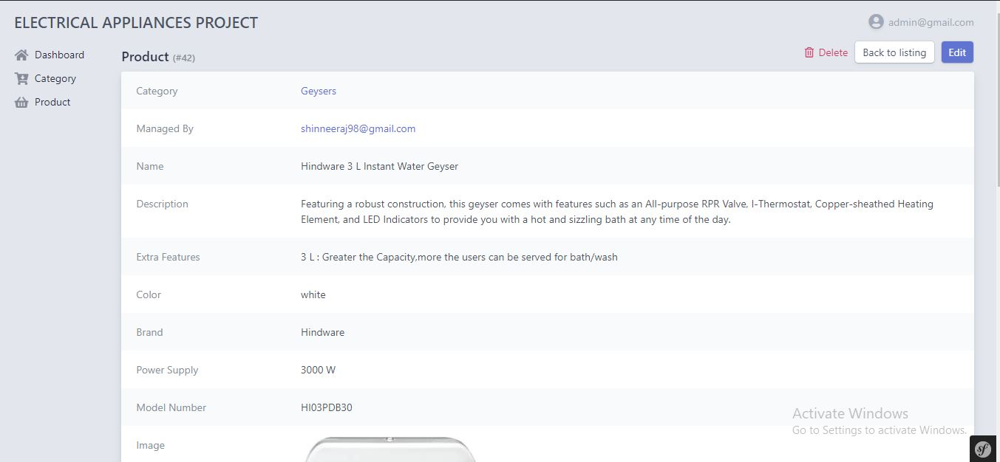 ELECTRICAL APPLIANCES PROJECT
admin@gmail.com
Dashboard
Category
Product
Product (#42)
Delete
Back to listing
Edit
Category Geysers
Managed By shinneeraj98@gmail.com
Name Hindware 3 L Instant Water Geyser
Description Featuring a robust construction, this geyser comes with features such as an All-purpose RPR Valve, I-Thermostat, Copper-sheathed Heating
Element, and LED Indicators to provide you with a hot and sizzling bath at any time of the day.
Extra Features 3 L : Greater the Capacity,more the users can be served for bath/wash
Color white
Brand Hindware
Power Supply 3000 W
Model Number HI03PDB30
Image
Activate Windows
Go to Settings to activate Windows.
sf